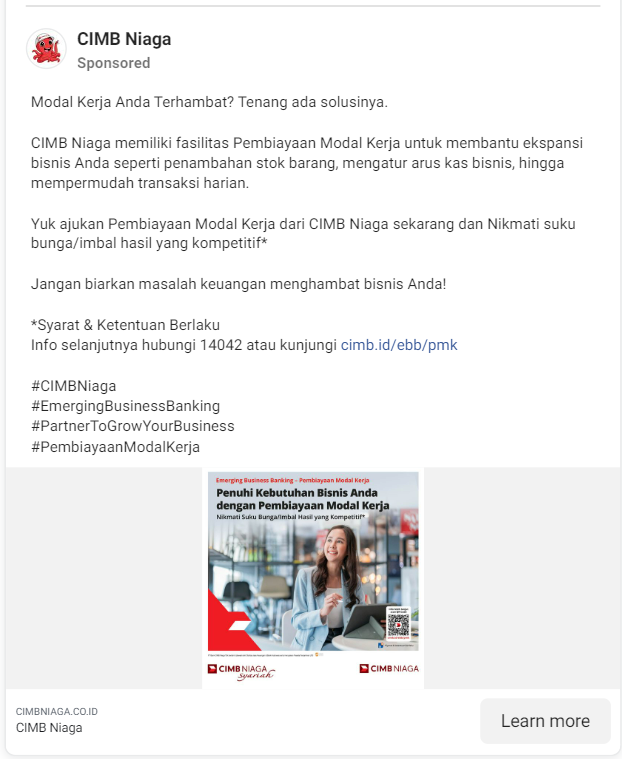 CIMB Niaga
Sponsored
Modal Kerja Anda Terhambat? Tenang ada solusinya.
CIMB Niaga memiliki fasilitas Pembiayaan Modal Kerja untuk membantu ekspansi
bisnis Anda seperti penambahan stok barang, mengatur arus kas bisnis, hingga
mempermudah transaksi harian.
Yuk ajukan Pembiayaan Modal Kerja dari CIMB Niaga sekarang dan Nikmati suku
bunga/imbal hasil yang kompetitif*
Jangan biarkan masalah keuangan menghambat bisnis Anda!
*Syarat & Ketentuan Berlaku
Info selanjutnya hubungi 14042 atau kunjungi cimb.id/ebb/pmk
#CIMBNiaga
#EmergingBusinessBanking
#PartnerToGrowYourBusiness
#PembiayaanModalKerja
Emerging Business Banking – Pembiayaan Modal Kerja
Penuhi Kebutuhan Bisnis Anda
dengan Pembiayaan Modal Kerja
Nikmati Suku Bunga/Imbal Hasil yang Kompetitif*
CIMB NIAGA
syariah
CIMB NIAGA
CIMBNIAGA.CO.ID
CIMB Niaga
Learn more